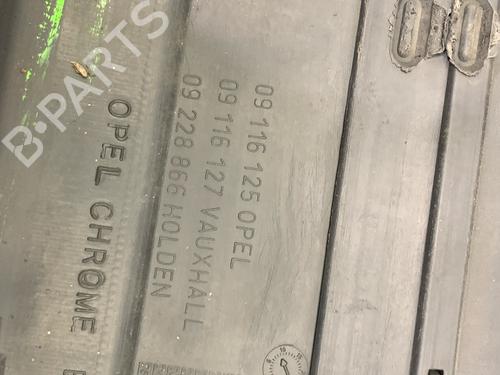 09 116 125 OPEL
09 116 127 VAUXHALL
09 228 866 HOLDEN
OPEL CHROME
B-PARTS